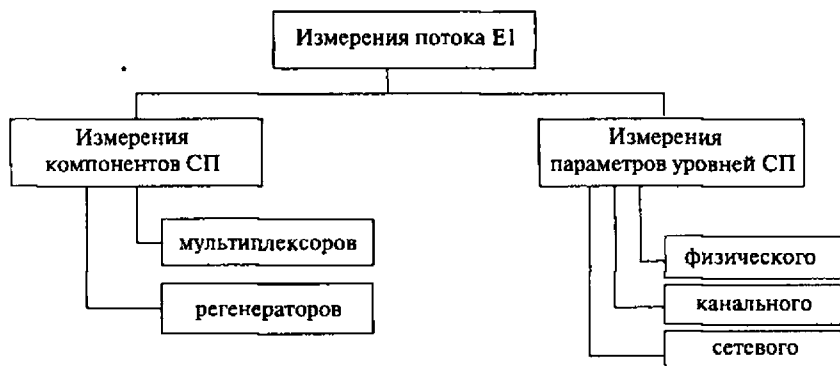 Измерения потока E1
Измерения
компонентов СП
Измерения
параметров уровней СП
мультиплексоров
регенераторов
физического
канального
сетевого